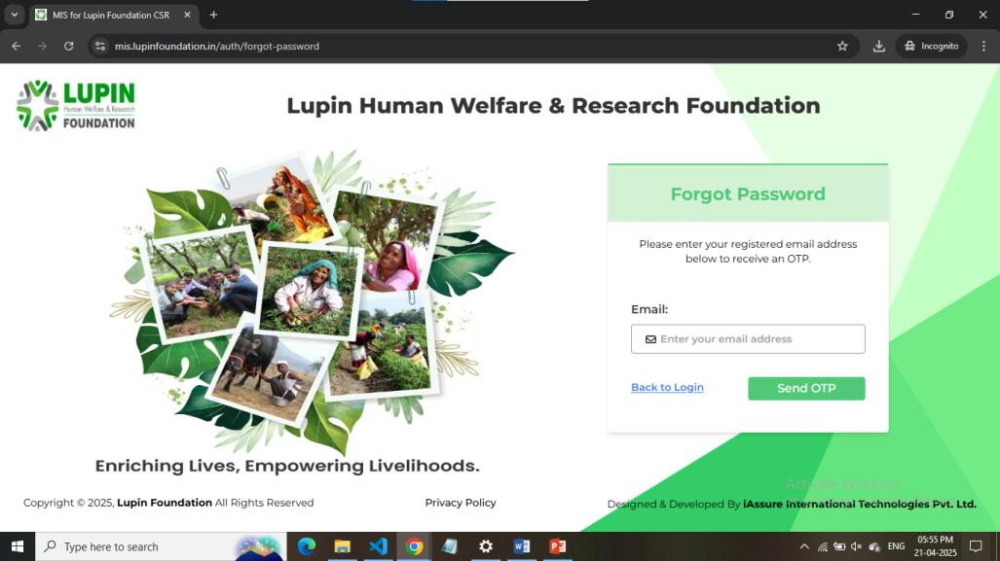 MIS for Lupin Foundation CSR
mis.lupinfoundation.in/auth/forgot-password
Incognito
LUPIN
Human Welfare & Research
FOUNDATION
Lupin Human Welfare & Research Foundation
Forgot Password
Please enter your registered email address
below to receive an OTP.
Email:
Enter your email address
Back to Login
Send OTP
Enriching Lives, Empowering Livelihoods.
Copyright © 2025, Lupin Foundation All Rights Reserved
Privacy Policy
Activate Windows
Designed & Developed By iAssure International Technologies Pvt. Ltd.
Type here to search
ENG
05:55 PM
21-04-2025